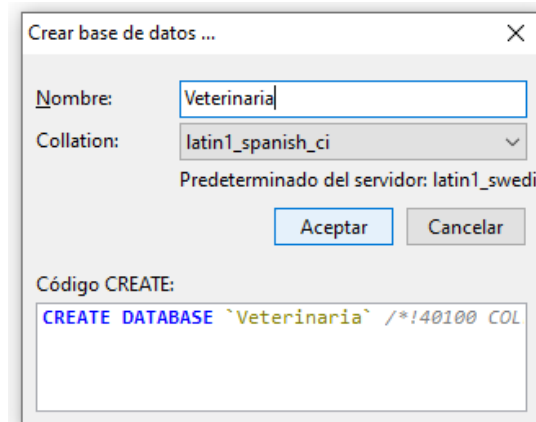 Crear base de datos ...
Nombre: Veterinaria
Collation: latin1_spanish_ci
Predeterminado del servidor: latin1_swedi
Aceptar Cancelar
Código CREATE:
CREATE DATABASE `Veterinaria` /*!40100 COL